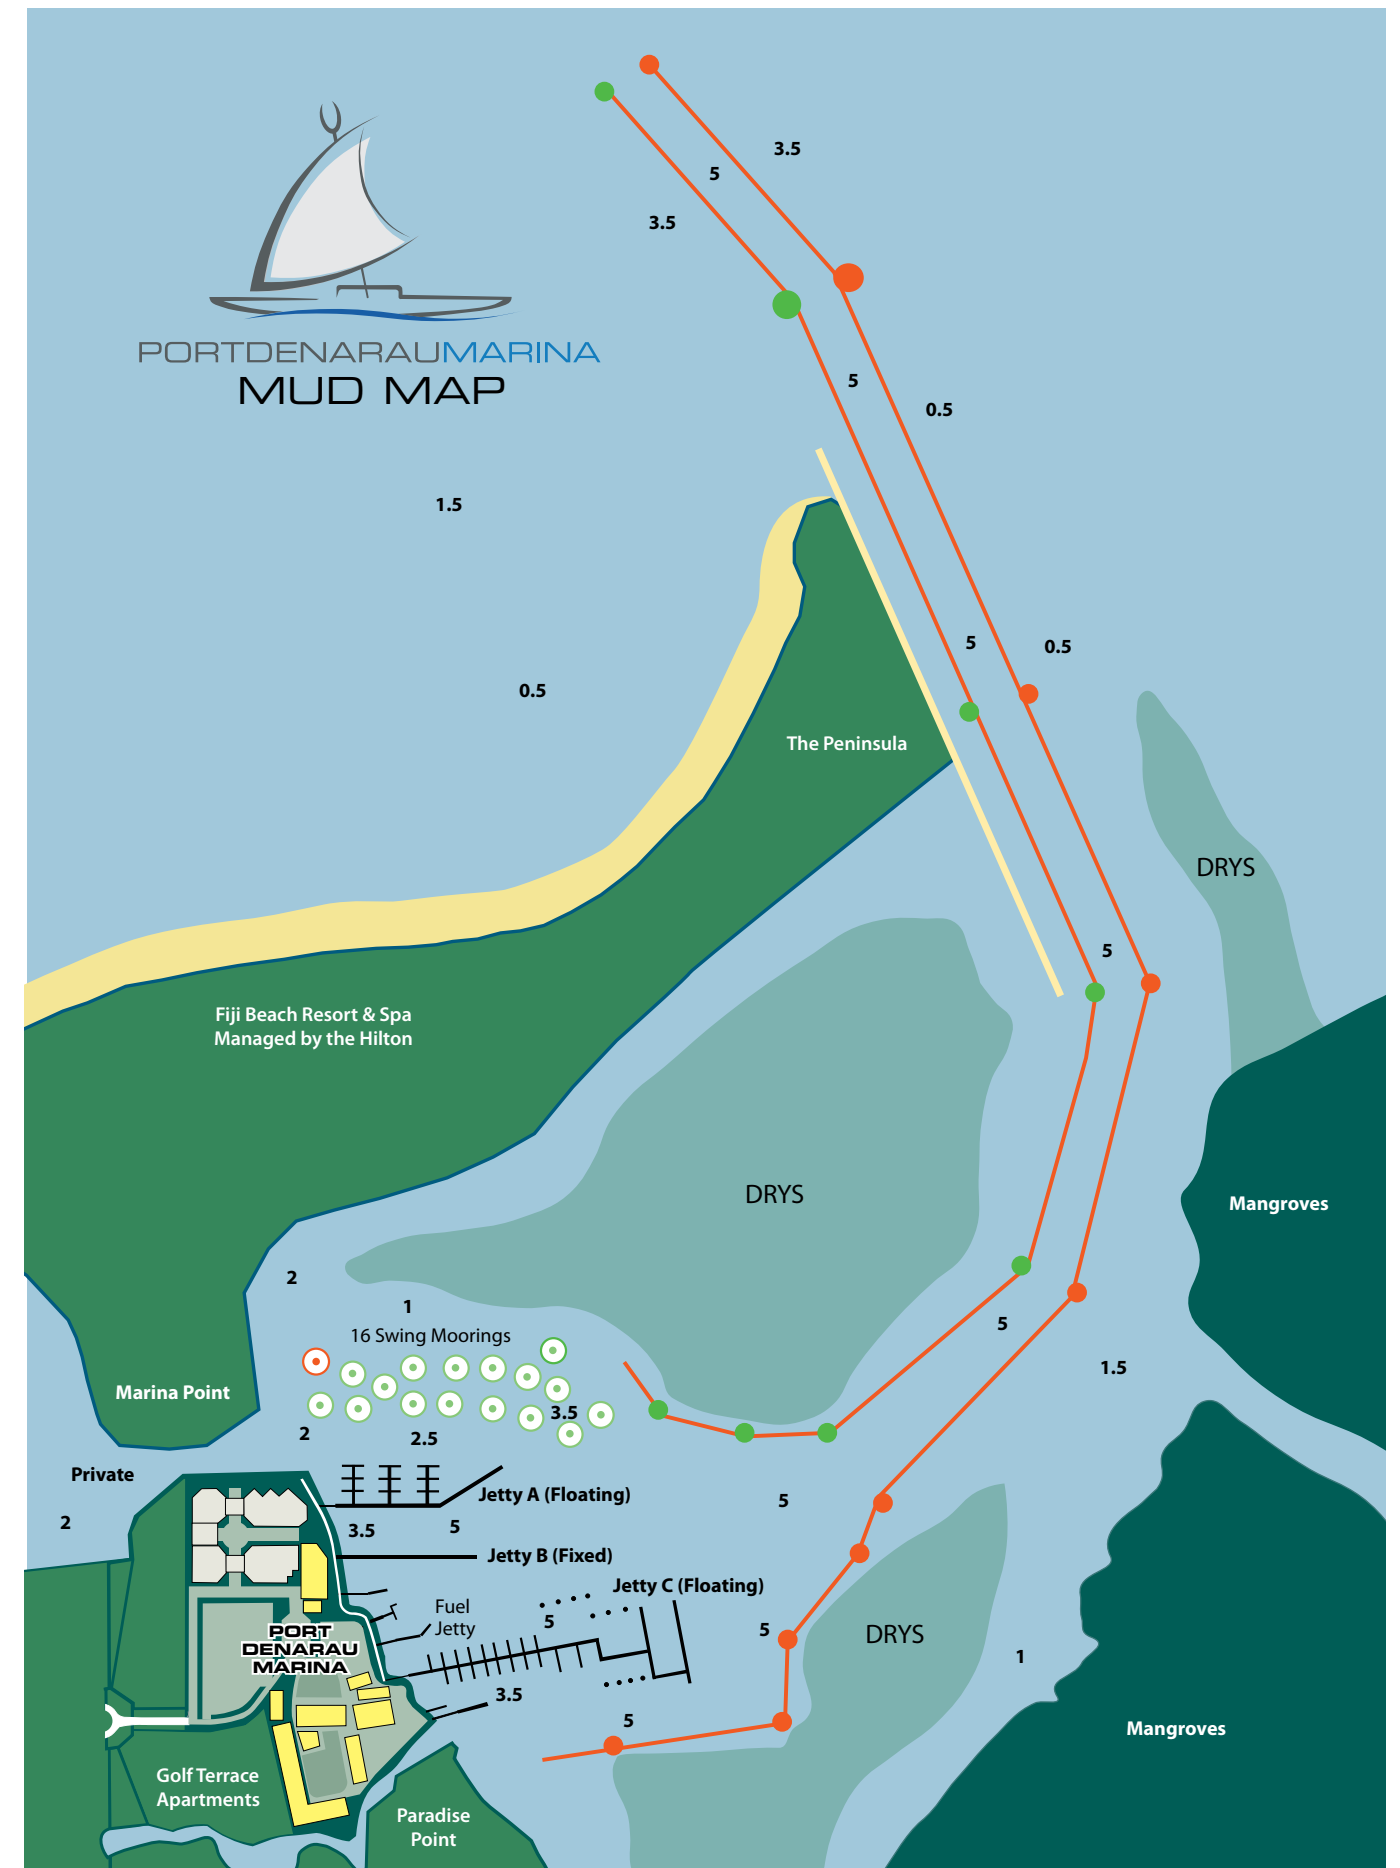 3.5
5
3.5
PORTDENARAUMARINA
MUD MAP
5
0.5
1.5
5
0.5
0.5
The Peninsula
DRYS
5
Fiji Beach Resort & Spa
Managed by the Hilton
DRYS
Mangroves
2
1
5
16 Swing Moorings
1.5
Marina Point
3.5
2
2.5
Private
Jetty A (Floating)
5
2
3.5
5
Jetty B (Fixed)
Jetty C (Floating)
Fuel
Jetty
5
5
DRYS
PORT
DENARAU
MARINA
1
3.5
5
Mangroves
Golf Terrace
Apartments
Paradise
Point